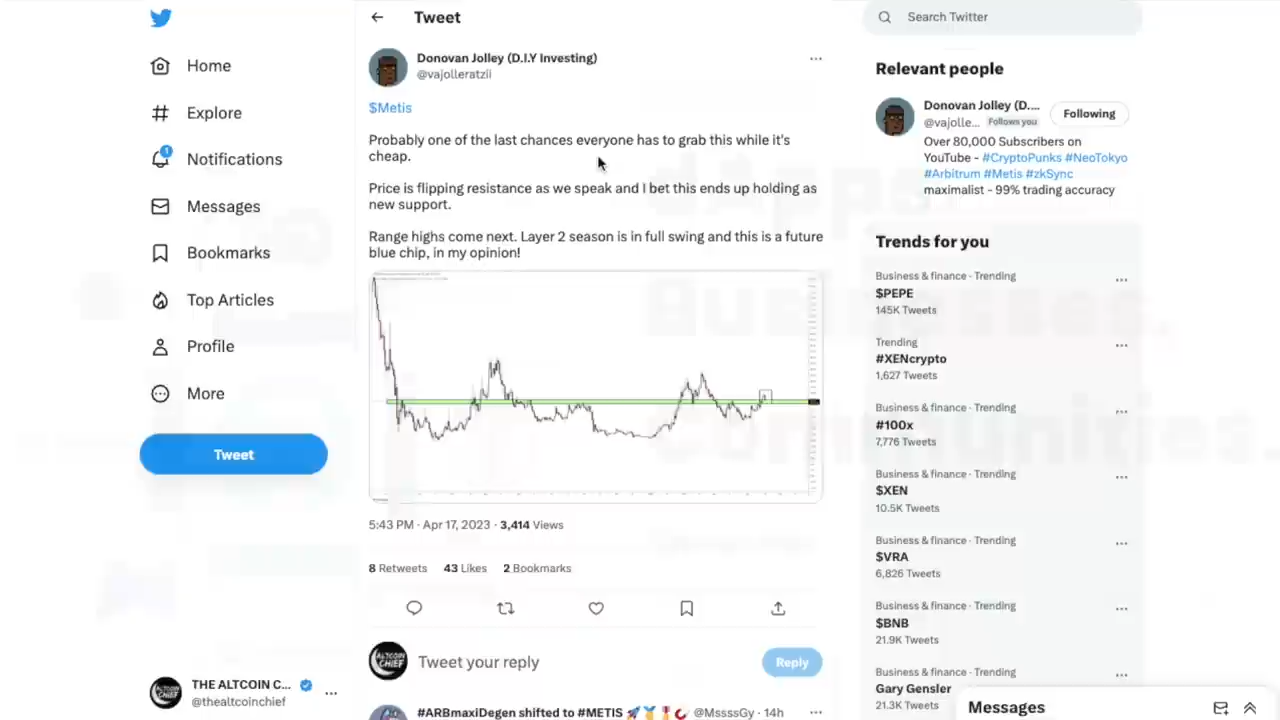 Home
Explore
1
Notifications
Messages
Bookmarks
Top Articles
Profile
More
Tweet
THE ALTCOIN C...
@thealtcoinchief
Tweet
Donovan Jolley (D.I.Y Investing)
@vajolleratzii
$Metis
Probably one of the last chances everyone has to grab this while it's
cheap.
Price is flipping resistance as we speak and I bet this ends up holding as
new support.
Range highs come next. Layer 2 season is in full swing and this is a future
blue chip, in my opinion!
5:43 PM · Apr 17, 2023 · 3,414 Views
8 Retweets 43 Likes 2 Bookmarks
ALTCOIN
CHIEF
Tweet your reply
Reply
#ARBmaxiDegen shifted to #METIS 🚀🏅🎖️🧲 @MssssGy · 14h
Search Twitter
Relevant people
Donovan Jolley (D....
@vajolle... Follows you
Following
Over 80,000 Subscribers on
YouTube - #CryptoPunks #NeoTokyo
#Arbitrum #Metis #zkSync
maximalist - 99% trading accuracy
Trends for you
Business & finance · Trending
$PEPE
145K Tweets
Trending
#XENcrypto
1,627 Tweets
Business & finance · Trending
#100x
7,776 Tweets
Business & finance · Trending
$XEN
10.5K Tweets
Business & finance · Trending
$VRA
6,826 Tweets
Business & finance · Trending
$BNB
21.9K Tweets
Business & finance · Trending
Gary Gensler
21.3K Tweets
Messages